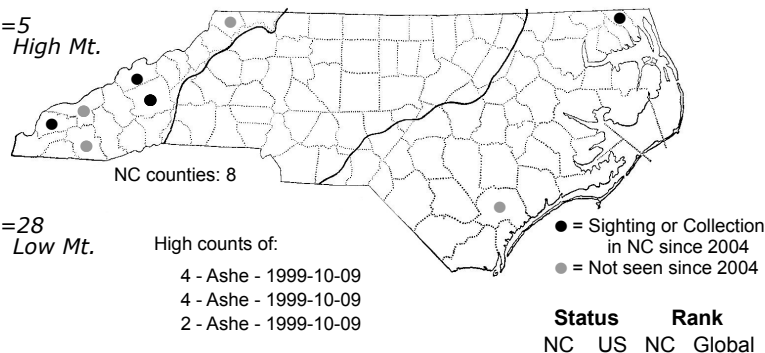 =5
High Mt.
NC counties: 8
=28
Low Mt.
High counts of:
4 - Ashe - 1999-10-09
4 - Ashe - 1999-10-09
2 - Ashe - 1999-10-09
= Sighting or Collection
in NC since 2004
= Not seen since 2004
Status Rank
NC US NC Global